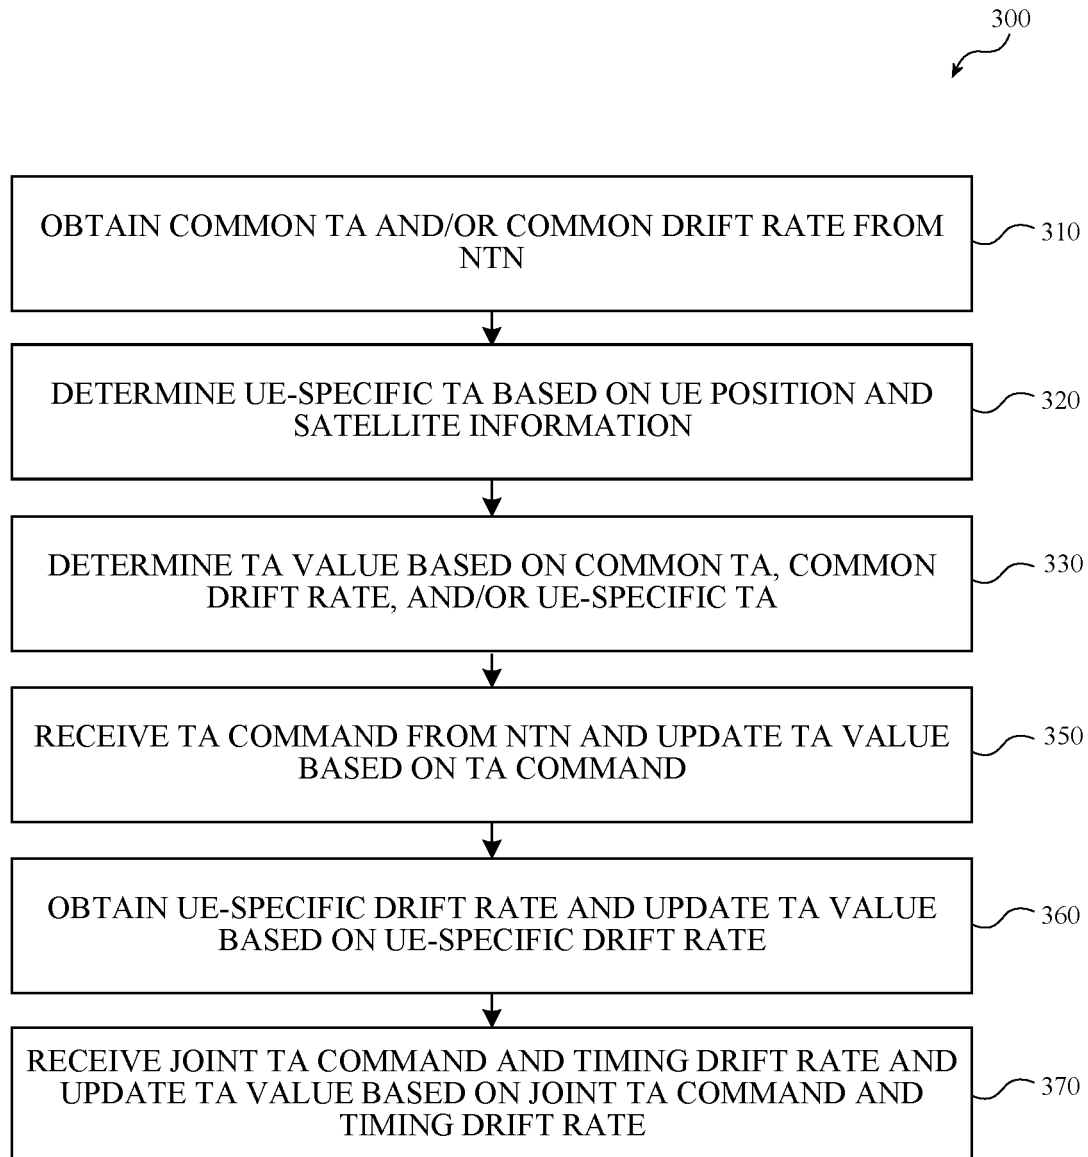 300
OBTAIN COMMON TA AND/OR COMMON DRIFT RATE FROM
NTN
310
DETERMINE UE-SPECIFIC TA BASED ON UE POSITION AND
SATELLITE INFORMATION
320
DETERMINE TA VALUE BASED ON COMMON TA, COMMON
DRIFT RATE, AND/OR UE-SPECIFIC TA
330
RECEIVE TA COMMAND FROM NTN AND UPDATE TA VALUE
BASED ON TA COMMAND
350
OBTAIN UE-SPECIFIC DRIFT RATE AND UPDATE TA VALUE
BASED ON UE-SPECIFIC DRIFT RATE
360
RECEIVE JOINT TA COMMAND AND TIMING DRIFT RATE AND
UPDATE TA VALUE BASED ON JOINT TA COMMAND AND
TIMING DRIFT RATE
370